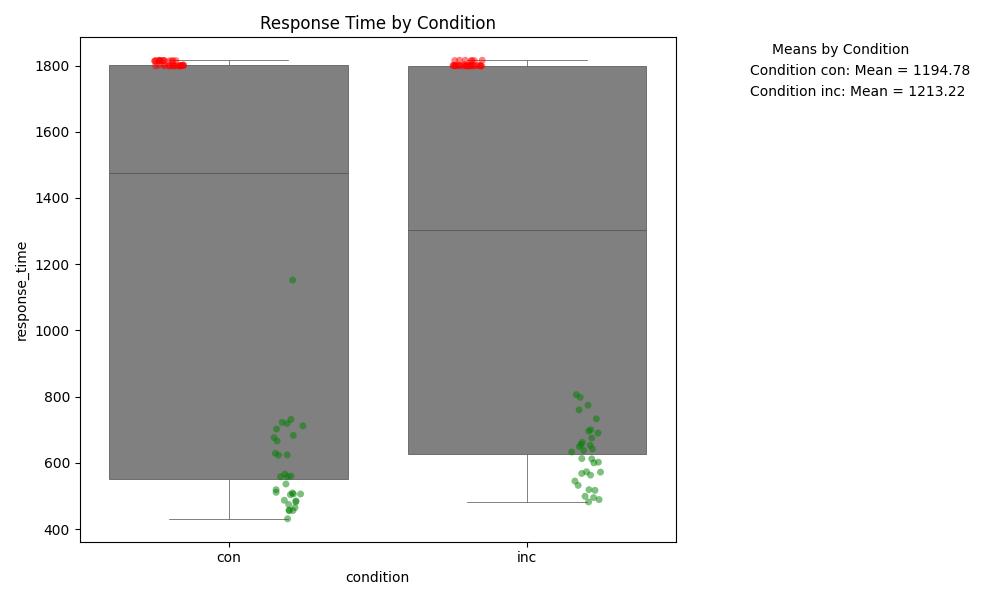 Response Time by Condition
Means by Condition
Condition con: Mean = 1194.78
Condition inc: Mean = 1213.22
1800
1600
1400
1200
1000
800
600
400
response_time
con
inc
condition